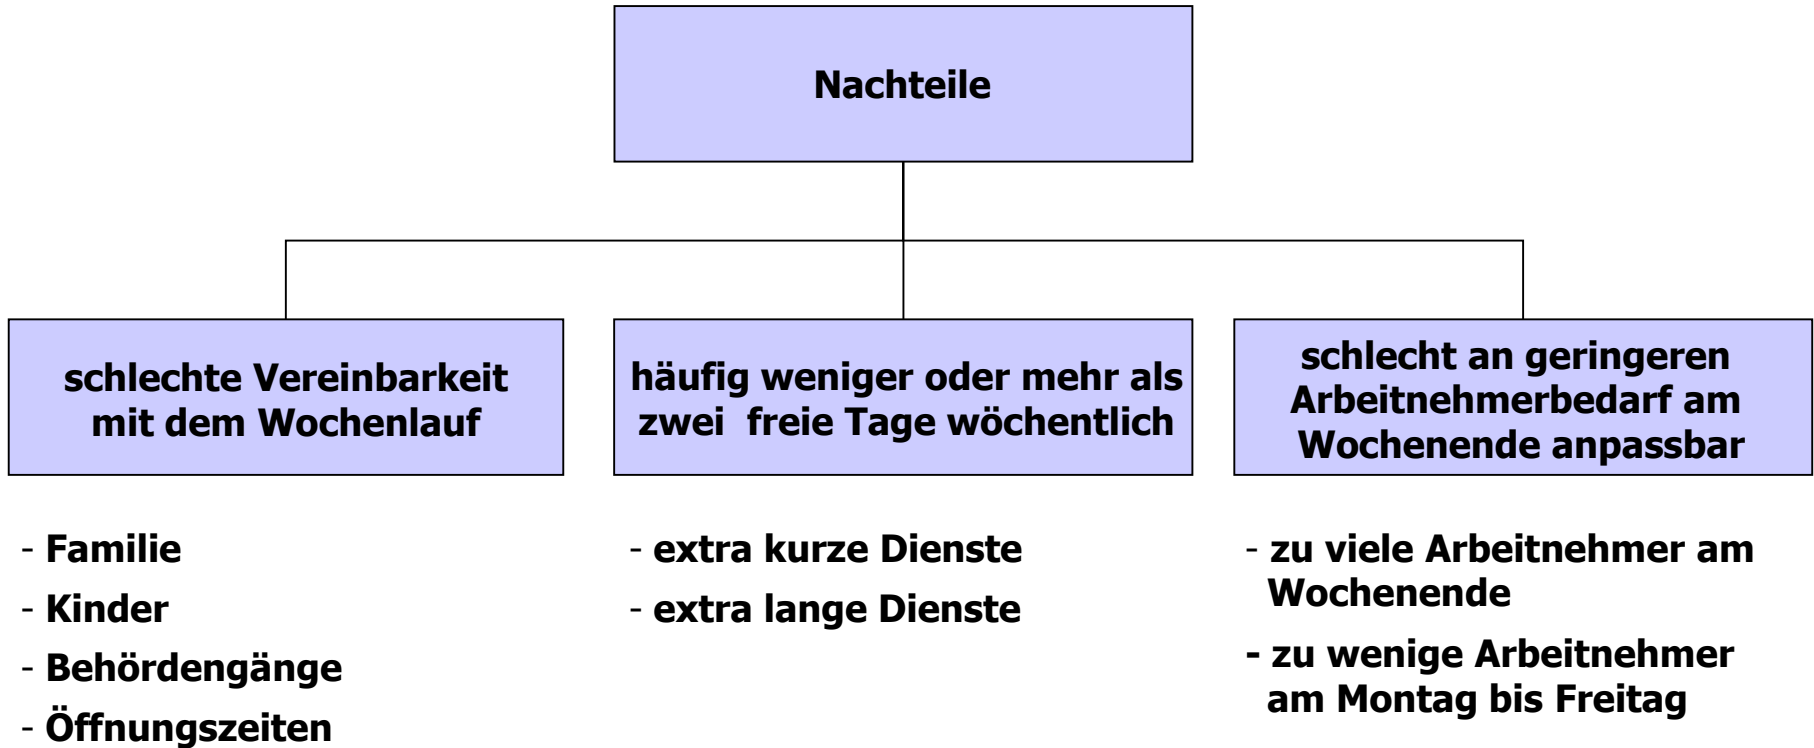 Nachteile
schlechte Vereinbarkeit
mit dem Wochenlauf
häufig weniger oder mehr als
zwei freie Tage wöchentlich
schlecht an geringeren
Arbeitnehmerbedarf am
Wochenende anpassbar
- Familie
- Kinder
- Behördengänge
- Öffnungszeiten
- extra kurze Dienste
- extra lange Dienste
- zu viele Arbeitnehmer am
Wochenende
- zu wenige Arbeitnehmer
am Montag bis Freitag